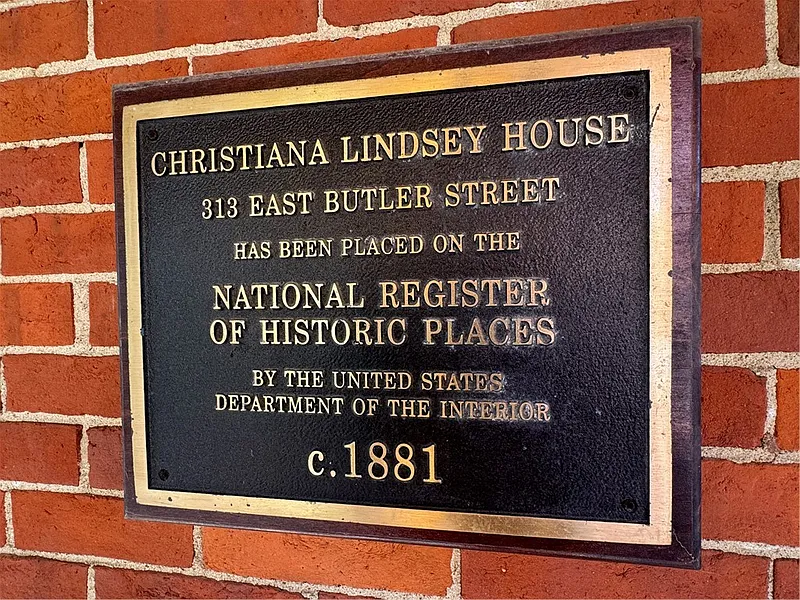 CHRISTIANA LINDSEY HOUSE
313 EAST BUTLER STREET
HAS BEEN PLACED ON THE
NATIONAL REGISTER
OF HISTORIC PLACES
BY THE UNITED STATES
DEPARTMENT OF THE INTERIOR
c.1881